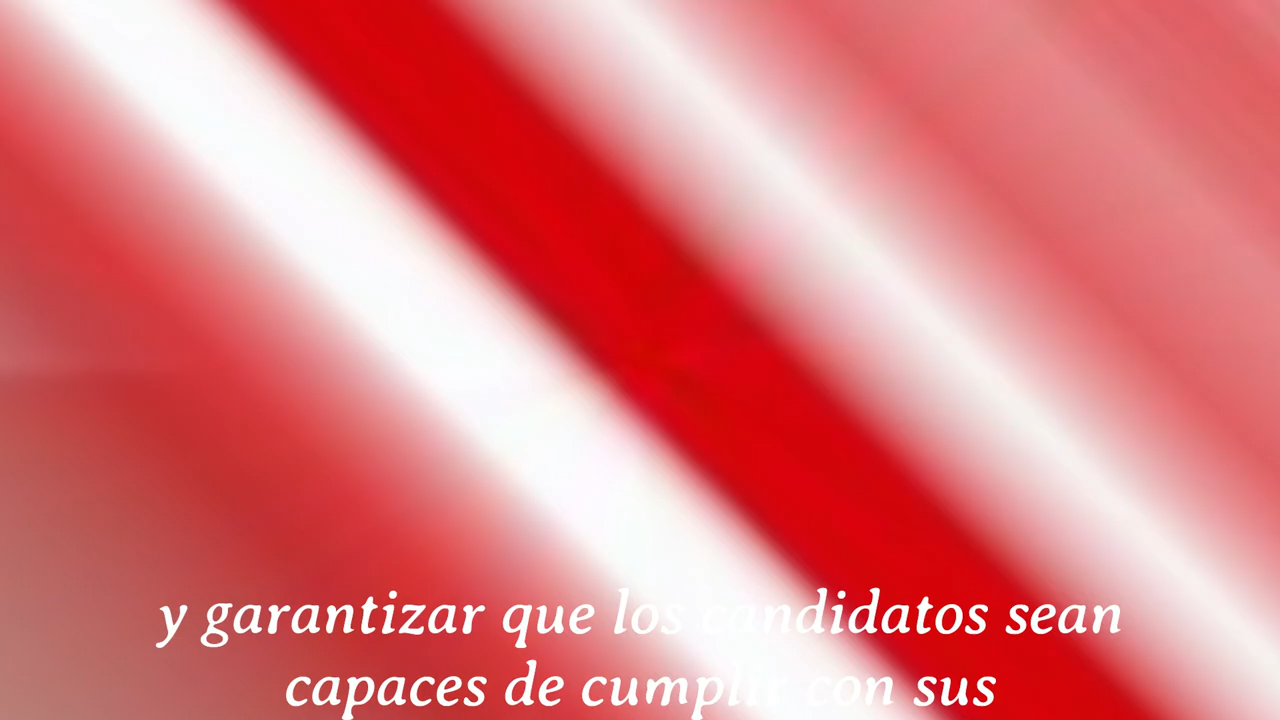 y garantizar que los candidatos sean
capaces de cumplir con sus